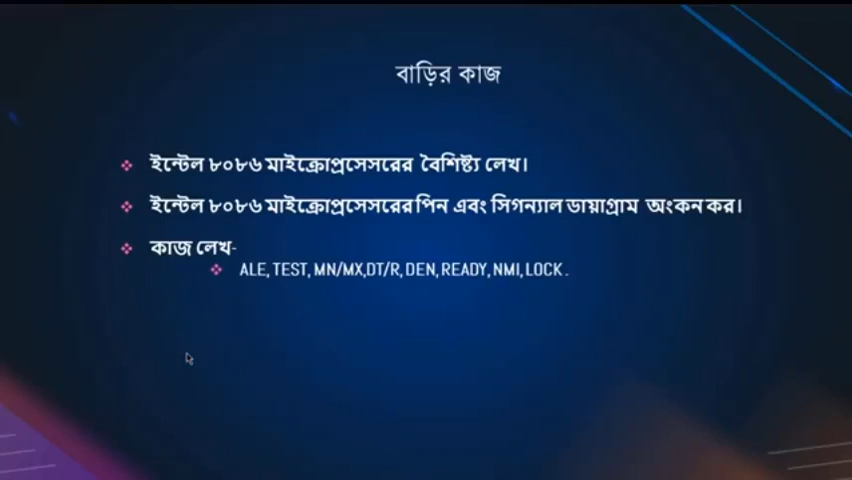 বাড়ির কাজ
ইন্টেল ৮০৮৬ মাইক্রোপ্রসেসরের বৈশিষ্ট্য লেখ।
ইন্টেল ৮০৮৬ মাইক্রোপ্রসেসরের পিন এবং সিগন্যাল ডায়াগ্রাম অংকন কর।
কাজ লেখ-
ALE, TEST, MN/MX,DT/R, DEN, READY, NMI, LOCK .